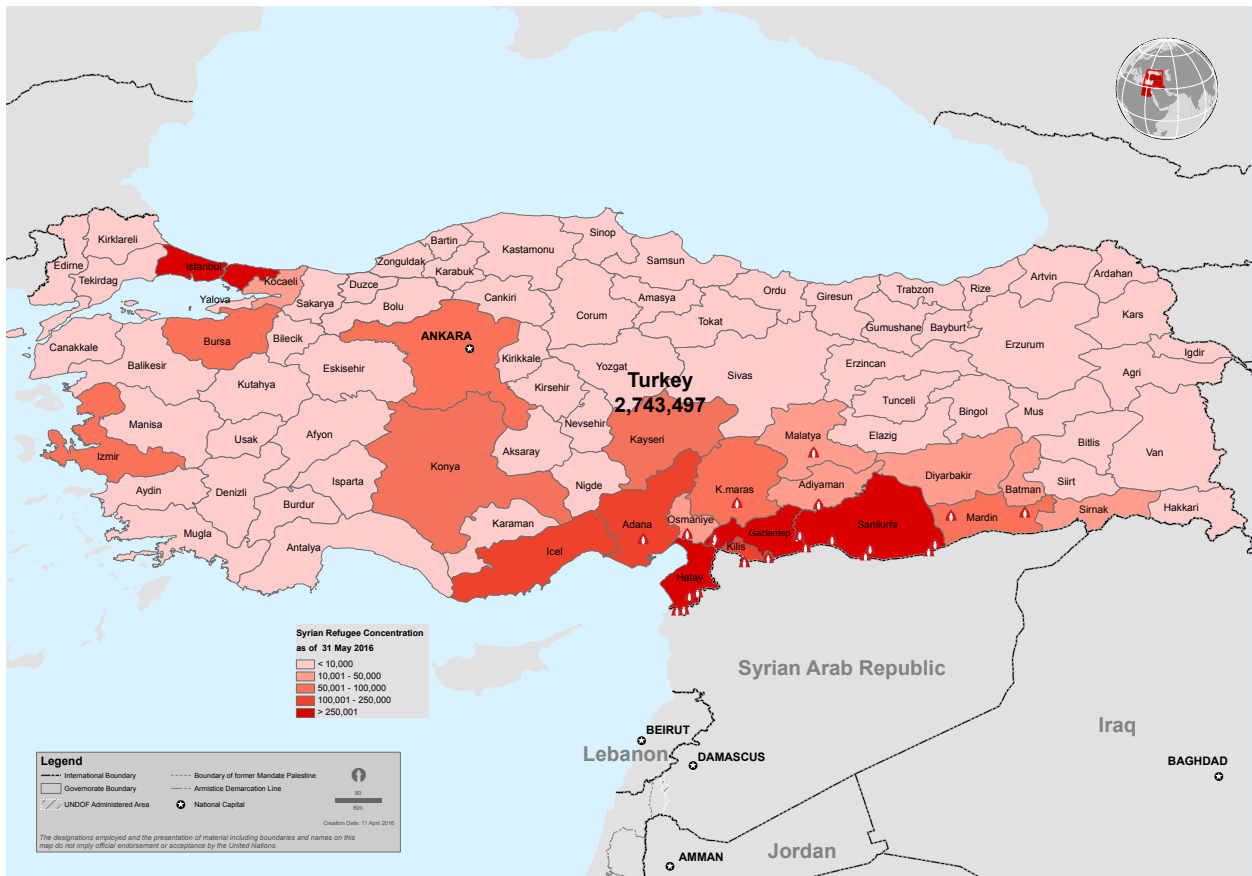 Kirklareli
Edirne
Tekirdag
Istanbul
Kocaeli
Yalova
Sakarya
Duzce
Zonguldak
Bartin
Karabuk
Kastamonu
Sinop
Samsun
Bolu
Cankiri
Corum
Amasya
Tokat
Ordu
Giresun
Trabzon
Rize
Artvin
Ardahan
Kars
Gumushane
Bayburt
Erzurum
Igdir
Agri
Canakkale
Balikesir
Bursa
Bilecik
Kutahya
Eskisehir
ANKARA
Kirikkale
Kirsehir
Yozgat
Turkey
2,743,497
Sivas
Erzincan
Tunceli
Bingol
Mus
Elazig
Bitlis
Van
Manisa
Izmir
Usak
Afyon
Konya
Aksaray
Nevsehir
Kayseri
Malatya
Diyarbakir
Batman
Siirt
Sirnak
Hakkari
Aydin
Denizli
Burdur
Isparta
Mugla
Antalya
Karaman
Nigde
Icel
Adana
Osmaniye
K.maras
Adiyaman
Gaziantep
Kilis
Hatay
Sanliurfa
Mardin
Syrian Refugee Concentration
as of 31 May 2016
< 10,000
10,001 - 50,000
50,001 - 100,000
100,001 - 250,000
> 250,001
Syrian Arab Republic
Iraq
BEIRUT
Lebanon
DAMASCUS
BAGHDAD
AMMAN
Jordan
Legend
International Boundary
Governorate Boundary
UNDOF Administered Area
Boundary of former Mandate Palestine
Armistice Demarcation Line
National Capital
80
Km
Creation Date: 11 April 2016
The designations employed and the presentation of material including boundaries and names on this
map do not imply official endorsement or acceptance by the United Nations.